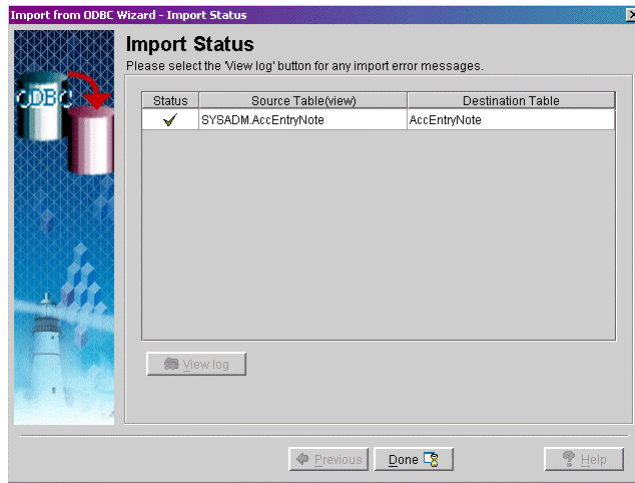 Import from ODBC Wizard - Import Status
Import Status
Please select the 'View log' button for any import error messages.
ODBC
Status Source Table(view) Destination Table
SYSADM.AccEntryNote AccEntryNote
View log
Previous Done Help